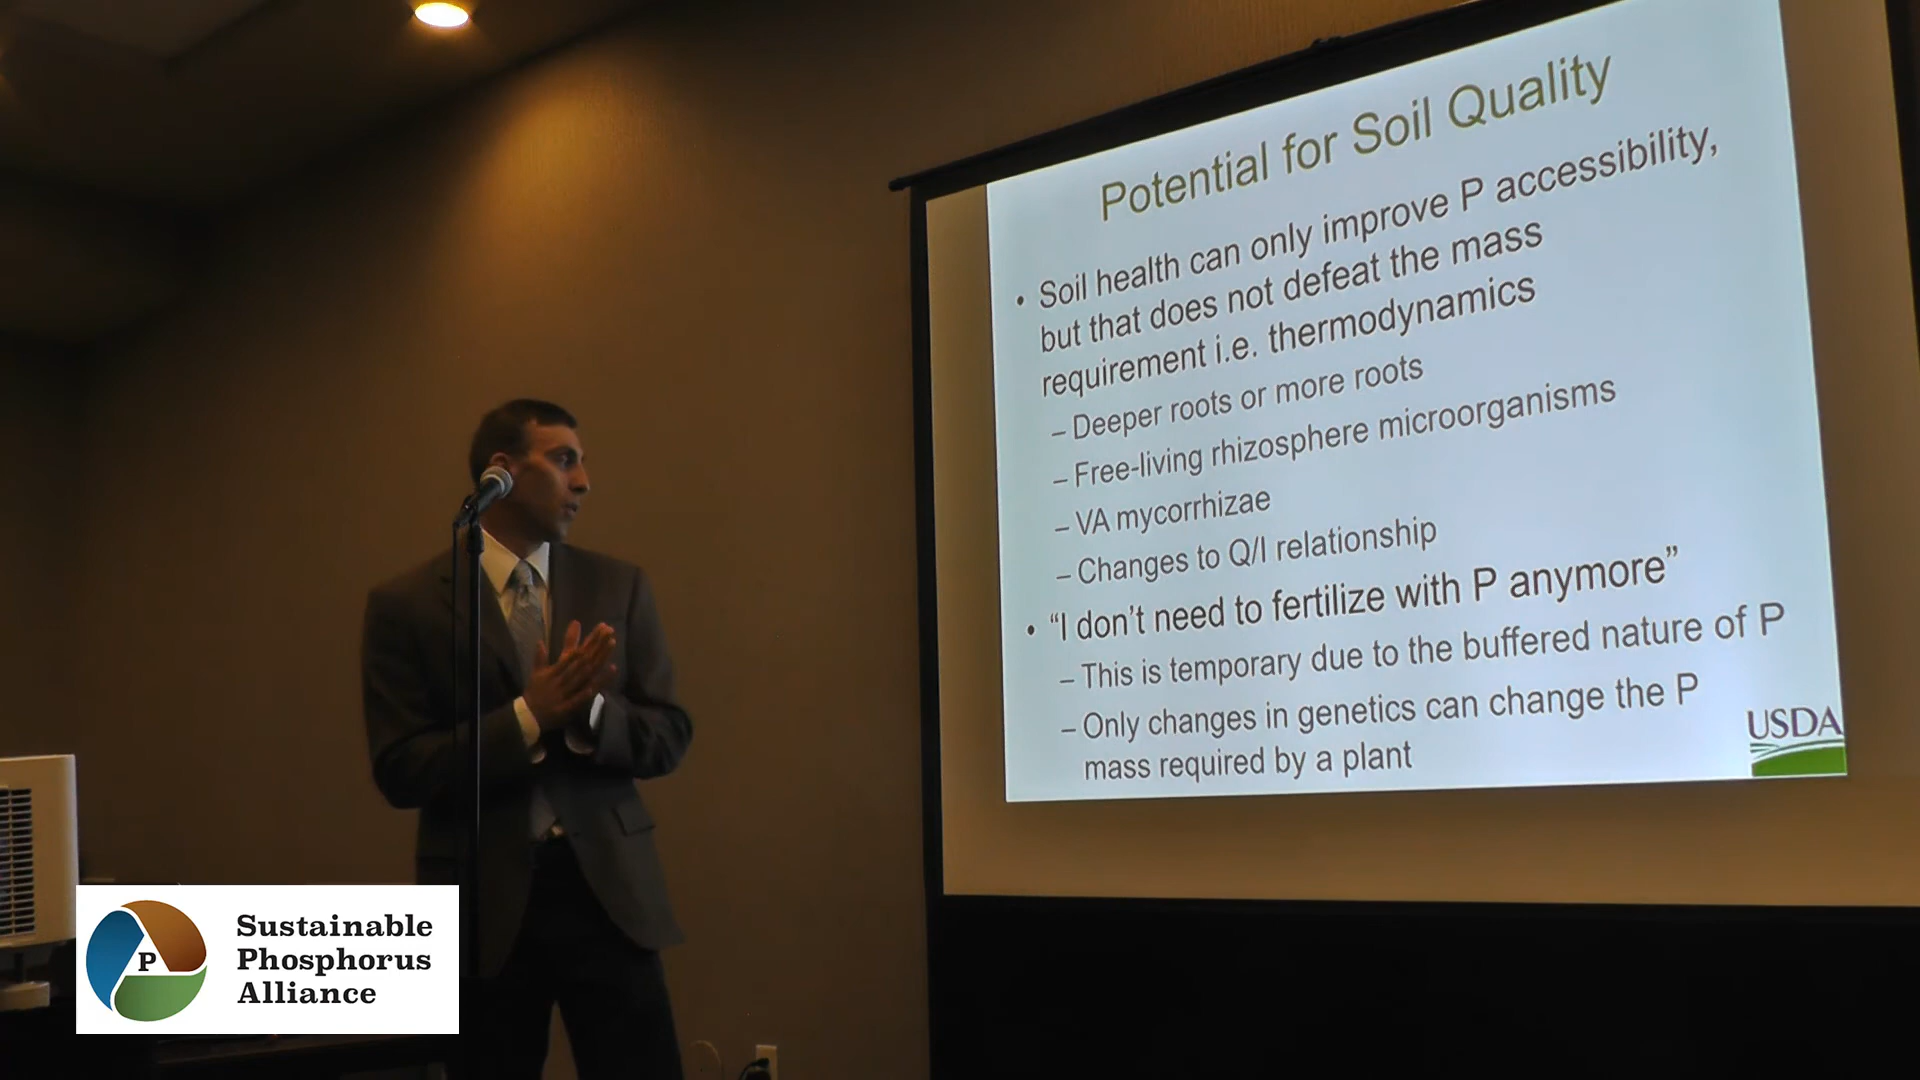 Potential for Soil Quality
• Soil health can only improve P accessibility,
but that does not defeat the mass
requirement i.e. thermodynamics
– Deeper roots or more roots
– Free-living rhizosphere microorganisms
– VA mycorrhizae
– Changes to Q/I relationship
• “I don’t need to fertilize with P anymore”
– This is temporary due to the buffered nature of P
– Only changes in genetics can change the P
mass required by a plant
USDA
P
Sustainable
Phosphorus
Alliance